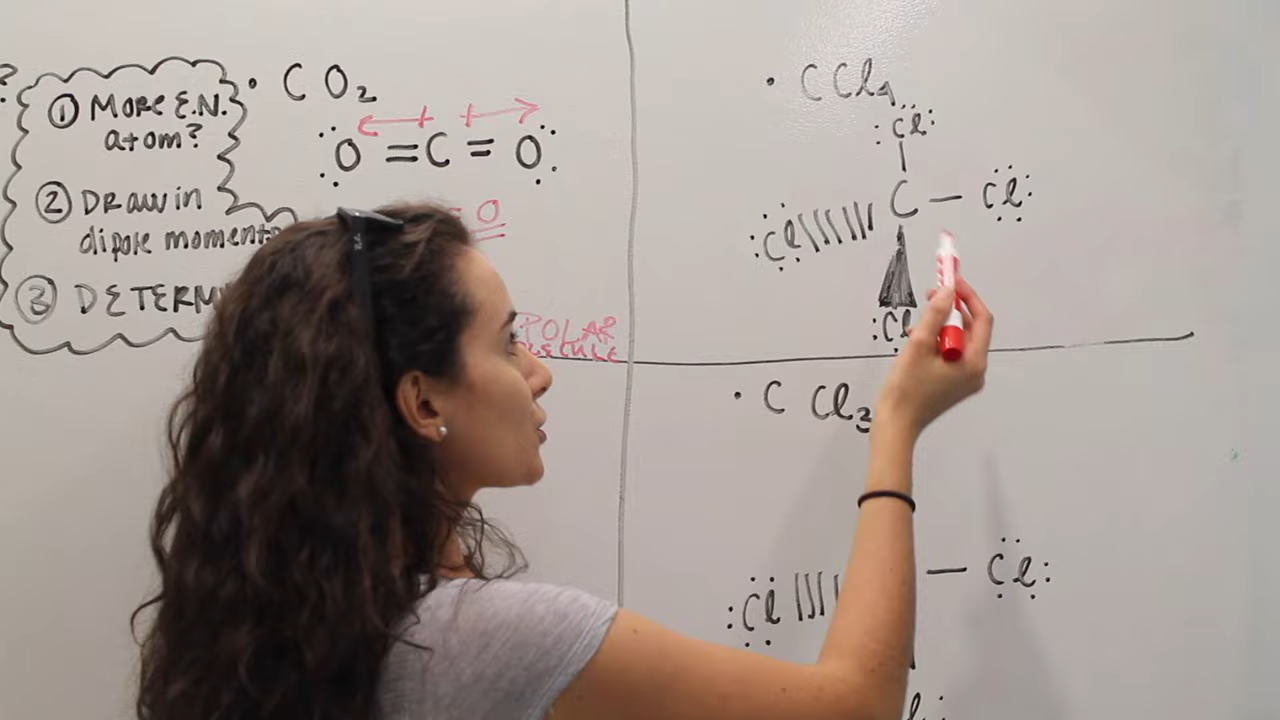 ?
① MORE E.N.
atom?
② DRAW in
dipole moments
③ DETERM
• CO₂
O = C = O
= O
POLAR
• CCl₄
Cl
C — Cl
Cl
Cl
• C Cl₃
Cl — Cl